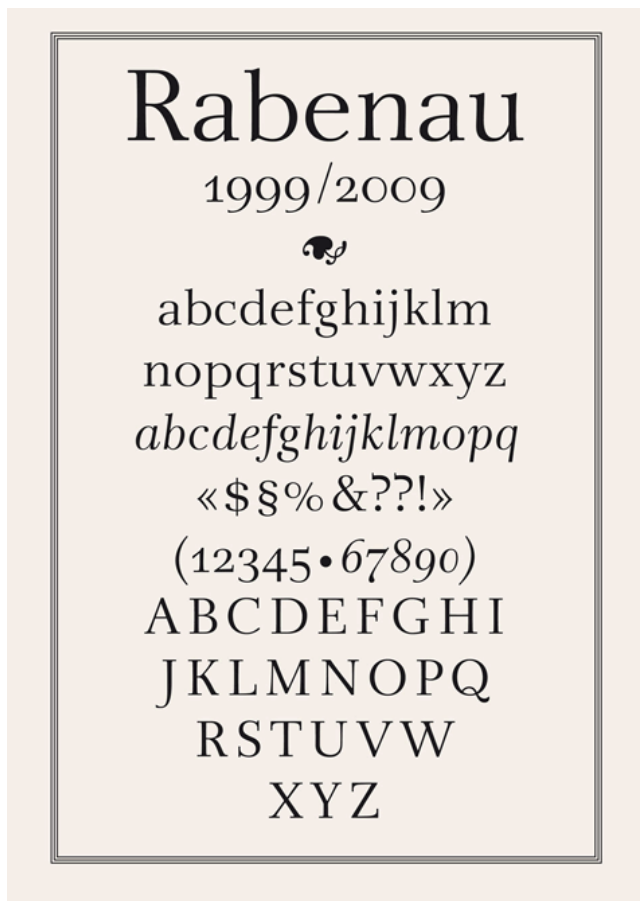 Rabenau
1999/2009
❧
abcdefghijklm
nopqrstuvwxyz
abcdefghijklmopq
«$§%&??!»
(12345•67890)
ABCDEFGHI
JKLMNOPQ
RSTUVW
XYZ